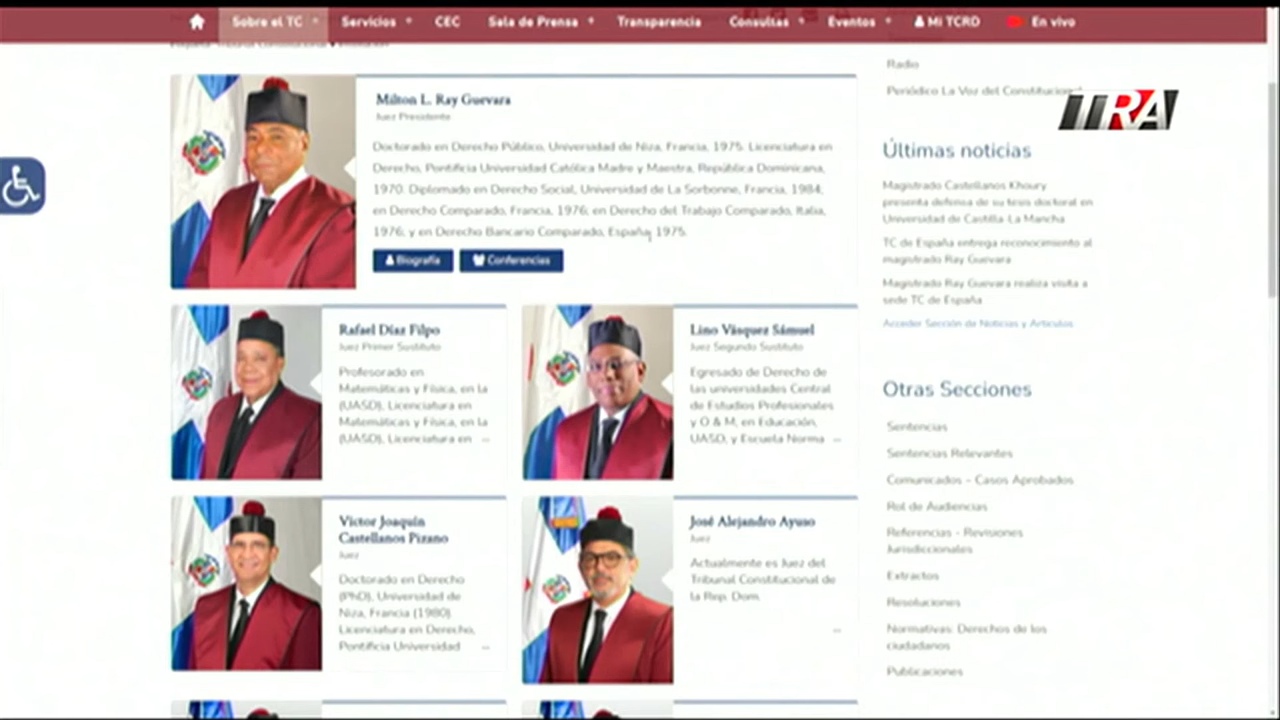 Sobre el TC
Servicios
CEC
Sala de Prensa
Transparencia
Consultas
Eventos
Mi TCRD
En vivo
Milton L. Ray Guevara
Juez Presidente
Doctorado en Derecho Público, Universidad de Niza, Francia, 1975. Licenciatura en
Derecho, Pontificia Universidad Católica Madre y Maestra, República Dominicana,
1970. Diplomado en Derecho Social, Universidad de La Sorbonne, Francia, 1984;
en Derecho Comparado, Francia, 1976; en Derecho del Trabajo Comparado, Italia,
1976; y en Derecho Bancario Comparado, España, 1975.
Biografía
Conferencias
Rafael Díaz Filpo
Juez Primer Sustituto
Profesorado en
Matemáticas y Física, en la
(UASD), Licenciatura en
Matemáticas y Física, en la
(UASD), Licenciatura en ...
Lino Vásquez Sámuel
Juez Segundo Sustituto
Egresado de Derecho de
las universidades Central
de Estudios Profesionales
y O & M, en Educación,
UASD, y Escuela Norma ...
Víctor Joaquín
Castellanos Pizano
Juez
Doctorado en Derecho
(PhD), Universidad de
Niza, Francia (1980)
Licenciatura en Derecho,
Pontificia Universidad ...
José Alejandro Ayuso
Juez
Actualmente es Juez del
Tribunal Constitucional de
la Rep. Dom.
...
Radio
Periódico La Voz del Constitucional
TRA
Últimas noticias
Magistrado Castellanos Khoury
presenta defensa de su tesis doctoral en
Universidad de Castilla-La Mancha
TC de España entrega reconocimiento al
magistrado Ray Guevara
Magistrado Ray Guevara realiza visita a
sede TC de España
Acceder Sección de Noticias y Artículos
Otras Secciones
Sentencias
Sentencias Relevantes
Comunicados - Casos Aprobados
Rol de Audiencias
Referencias - Revisiones
Jurisdiccionales
Extractos
Resoluciones
Normativas: Derechos de los
ciudadanos
Publicaciones